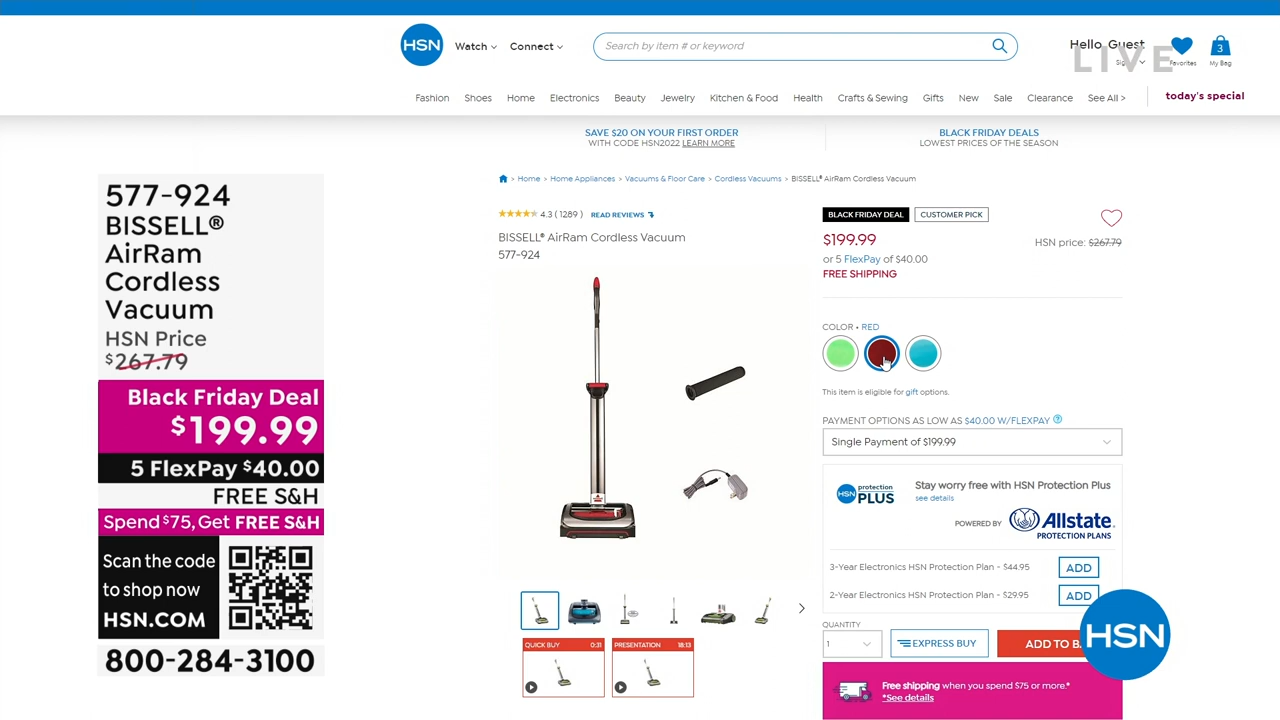 HSN
Watch
Connect
Search by item # or keyword
Hello, Guest
LIVE
Favorites
3
My Bag
Fashion
Shoes
Home
Electronics
Beauty
Jewelry
Kitchen & Food
Health
Crafts & Sewing
Gifts
New
Sale
Clearance
See All >
today's special
SAVE $20 ON YOUR FIRST ORDER
WITH CODE HSN2022 LEARN MORE
BLACK FRIDAY DEALS
LOWEST PRICES OF THE SEASON
577-924
BISSELL®
AirRam
Cordless
Vacuum
HSN Price
$267.79
Black Friday Deal
$199.99
5 FlexPay $40.00
FREE S&H
Spend $75, Get FREE S&H
Scan the code
to shop now
HSN.COM
800-284-3100
> Home > Home Appliances > Vacuums & Floor Care > Cordless Vacuums > BISSELL® AirRam Cordless Vacuum
4.3 ( 1289 ) READ REVIEWS
BISSELL® AirRam Cordless Vacuum
577-924
QUICK BUY 0:31
PRESENTATION 18:13
BLACK FRIDAY DEAL
CUSTOMER PICK
$199.99
HSN price: $267.79
or 5 FlexPay of $40.00
FREE SHIPPING
COLOR • RED
This item is eligible for gift options.
PAYMENT OPTIONS AS LOW AS $40.00 W/FLEXPAY ?
Single Payment of $199.99
HSN protection PLUS
Stay worry free with HSN Protection Plus
see details
POWERED BY
Allstate.
PROTECTION PLANS
3-Year Electronics HSN Protection Plan - $44.95
ADD
2-Year Electronics HSN Protection Plan - $29.95
ADD
QUANTITY
1
EXPRESS BUY
ADD TO B
HSN
Free shipping when you spend $75 or more.*
*See details